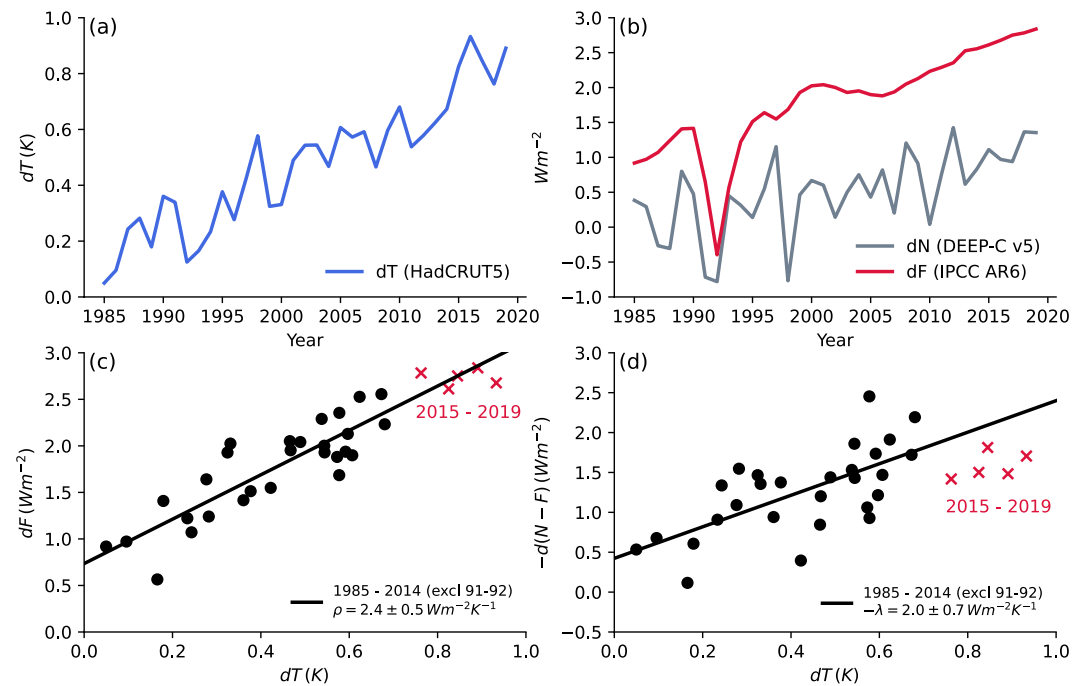 (a)
1.0
0.8
0.6
0.4
0.2
0.0
dT (K)
1985 1990 1995 2000 2005 2010 2015 2020
Year
dT (HadCRUT5)
(b)
3.0
2.5
2.0
1.5
1.0
0.5
0.0
−0.5
−1.0
Wm⁻²
1985 1990 1995 2000 2005 2010 2015 2020
Year
dN (DEEP-C v5)
dF (IPCC AR6)
(c)
3.0
2.5
2.0
1.5
1.0
0.5
0.0
dF (Wm⁻²)
2015 - 2019
1985 - 2014 (excl 91-92)
ρ = 2.4 ± 0.5 Wm⁻²K⁻¹
0.0 0.2 0.4 0.6 0.8 1.0
dT (K)
(d)
3.0
2.5
2.0
1.5
1.0
0.5
0.0
−0.5
−d(N − F) (Wm⁻²)
2015 - 2019
1985 - 2014 (excl 91-92)
−λ = 2.0 ± 0.7 Wm⁻²K⁻¹
0.0 0.2 0.4 0.6 0.8 1.0
dT (K)